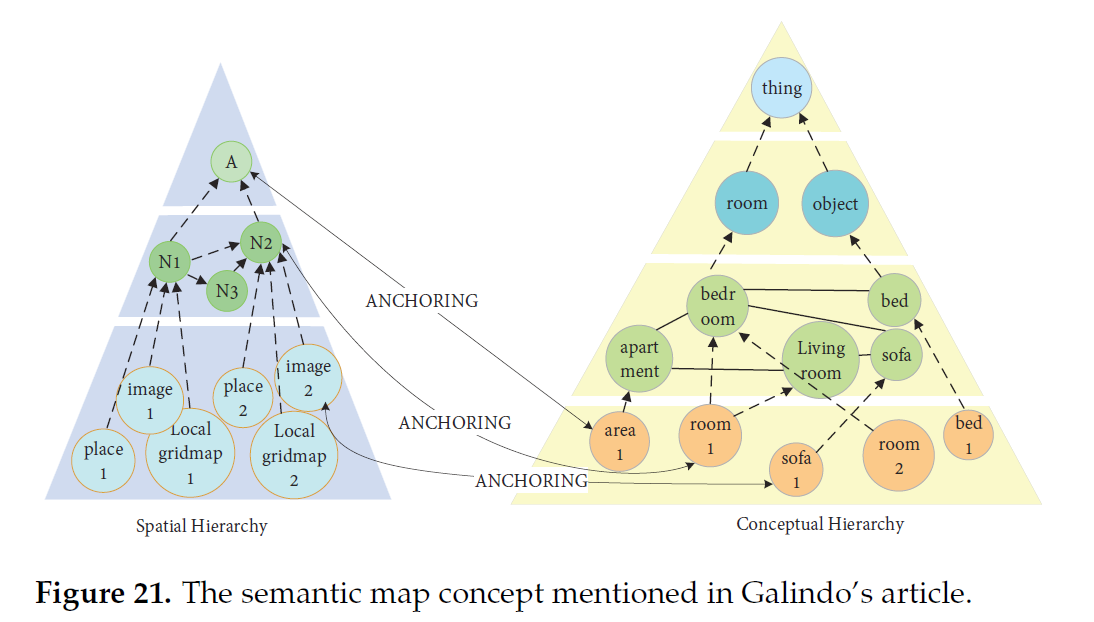 thing
A
room
object
N2
N1
N3
ANCHORING
bedr
oom
bed
apart
ment
Living
room
sofa
image
1
place
2
image
2
ANCHORING
place
1
Local
gridmap
1
Local
gridmap
2
area
1
room
1
sofa
1
room
2
bed
1
ANCHORING
Spatial Hierarchy
Conceptual Hierarchy
Figure 21. The semantic map concept mentioned in Galindo’s article.